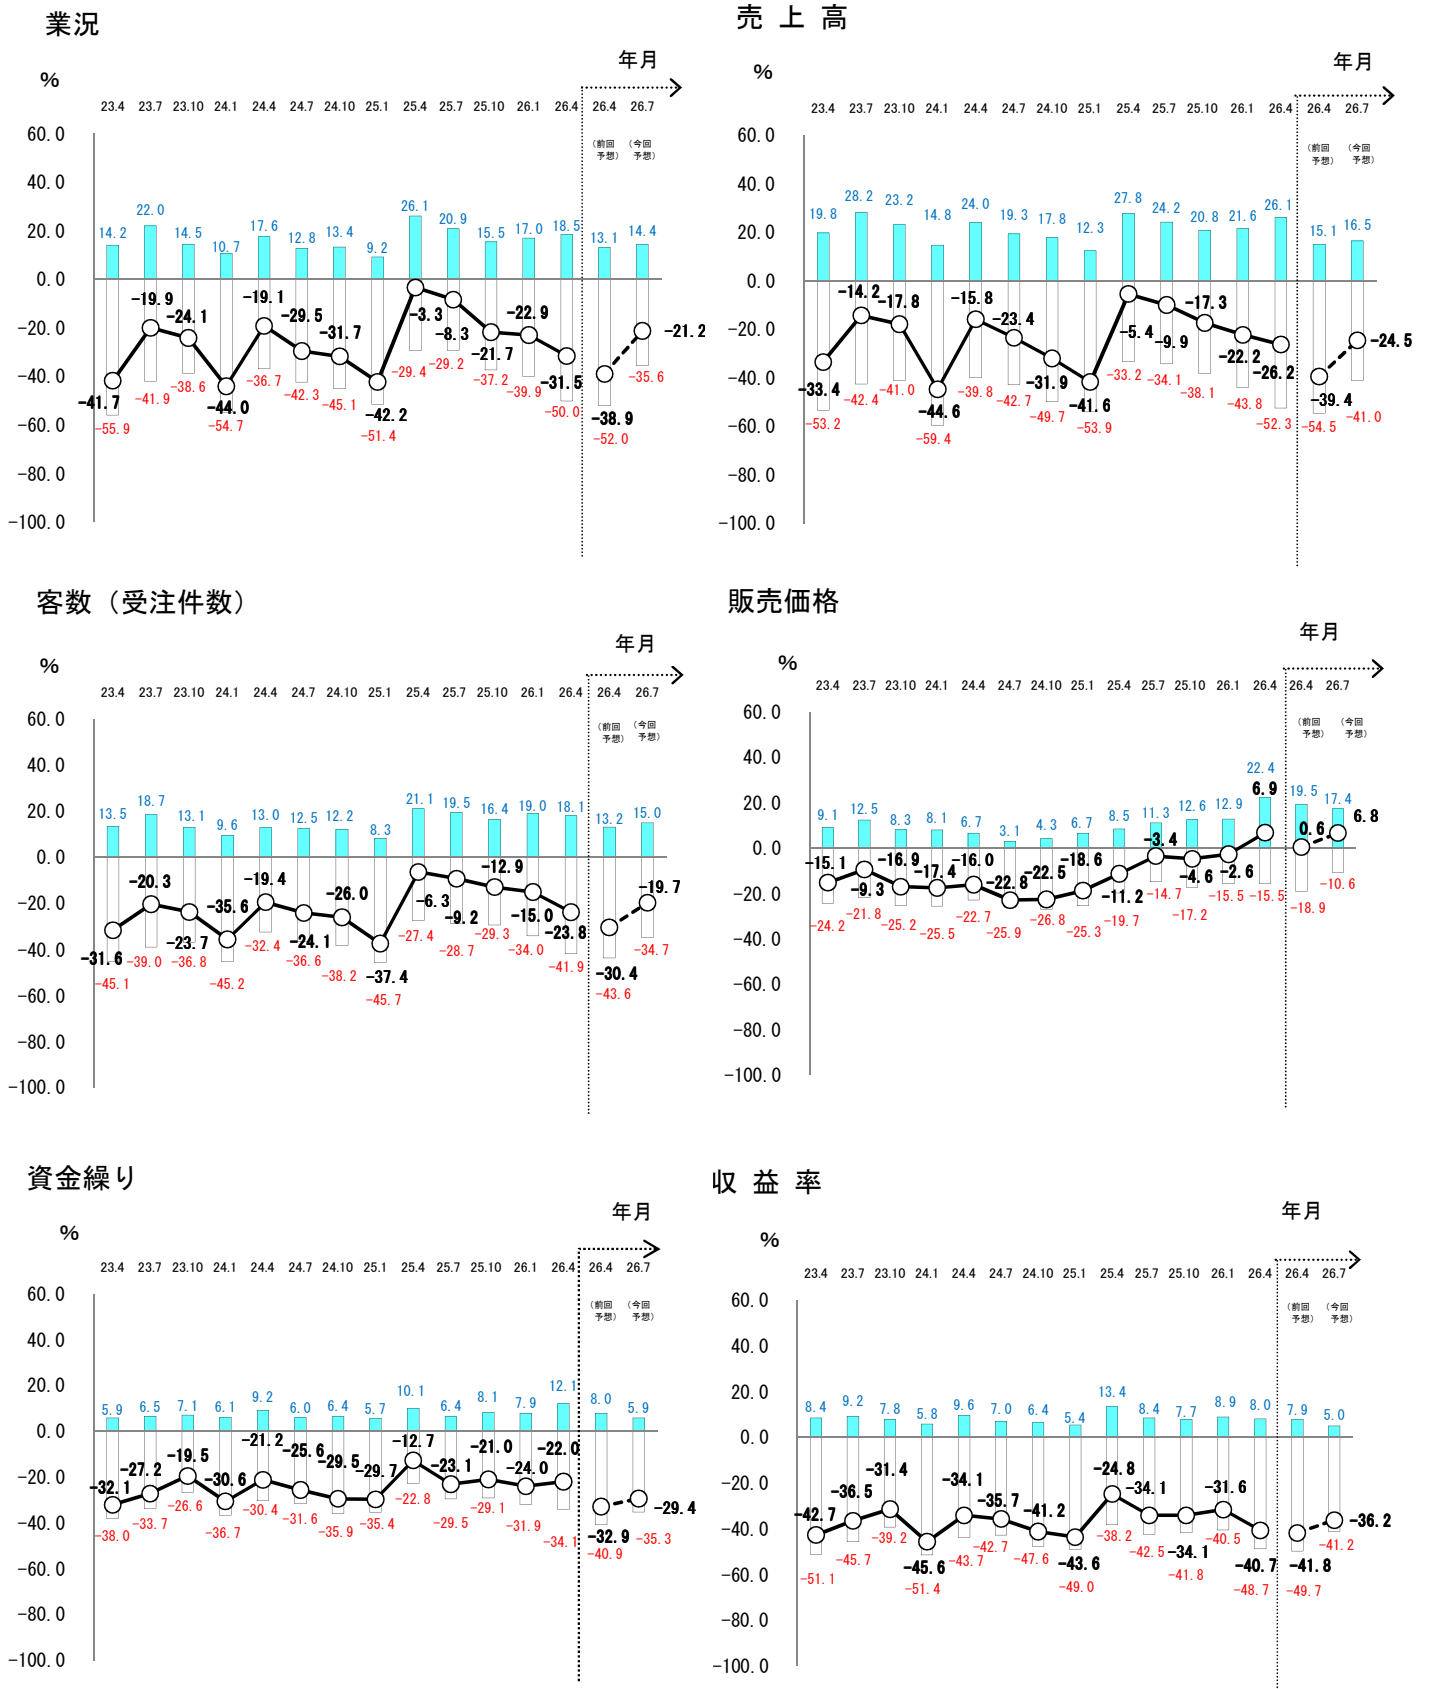 業況
年月
%
23.4 23.7 23.10 24.1 24.4 24.7 24.10 25.1 25.4 25.7 25.10 26.1 26.4 26.4 26.7
（前回予想） （今回予想）
60.0
40.0
20.0
0.0
-20.0
-40.0
-60.0
-80.0
-100.0
14.2 22.0 14.5 10.7 17.6 12.8 13.4 9.2 26.1 20.9 15.5 17.0 18.5 13.1 14.4
-41.7 -19.9 -24.1 -44.0 -19.1 -29.5 -31.7 -42.2 -3.3 -8.3 -21.7 -22.9 -31.5 -38.9 -21.2
-55.9 -41.9 -38.6 -54.7 -36.7 -42.3 -45.1 -51.4 -29.4 -29.2 -37.2 -39.9 -50.0 -52.0 -35.6
売上高
年月
%
23.4 23.7 23.10 24.1 24.4 24.7 24.10 25.1 25.4 25.7 25.10 26.1 26.4 26.4 26.7
（前回予想） （今回予想）
60.0
40.0
20.0
0.0
-20.0
-40.0
-60.0
-80.0
-100.0
19.8 28.2 23.2 14.8 24.0 19.3 17.8 12.3 27.8 24.2 20.8 21.6 26.1 15.1 16.5
-33.4 -14.2 -17.8 -44.6 -15.8 -23.4 -31.9 -41.6 -5.4 -9.9 -17.3 -22.2 -26.2 -39.4 -24.5
-53.2 -42.4 -41.0 -59.4 -39.8 -42.7 -49.7 -53.9 -33.2 -34.1 -38.1 -43.8 -52.3 -54.5 -41.0
客数（受注件数）
年月
%
23.4 23.7 23.10 24.1 24.4 24.7 24.10 25.1 25.4 25.7 25.10 26.1 26.4 26.4 26.7
（前回予想） （今回予想）
60.0
40.0
20.0
0.0
-20.0
-40.0
-60.0
-80.0
-100.0
13.5 18.7 13.1 9.6 13.0 12.5 12.2 8.3 21.1 19.5 16.4 19.0 18.1 13.2 15.0
-31.6 -20.3 -23.7 -35.6 -19.4 -24.1 -26.0 -37.4 -6.3 -9.2 -12.9 -15.0 -23.8 -30.4 -19.7
-45.1 -39.0 -36.8 -45.2 -32.4 -36.6 -38.2 -45.7 -27.4 -28.7 -29.3 -34.0 -41.9 -43.6 -34.7
販売価格
年月
%
23.4 23.7 23.10 24.1 24.4 24.7 24.10 25.1 25.4 25.7 25.10 26.1 26.4 26.4 26.7
（前回予想） （今回予想）
60.0
40.0
20.0
0.0
-20.0
-40.0
-60.0
-80.0
-100.0
9.1 12.5 8.3 8.1 6.7 3.1 4.3 6.7 8.5 11.3 12.6 12.9 22.4 19.5 17.4
-15.1 -9.3 -16.9 -17.4 -16.0 -22.8 -22.5 -18.6 -11.2 -3.4 -4.6 -2.6 6.9 0.6 6.8
-24.2 -21.8 -25.2 -25.5 -22.7 -25.9 -26.8 -25.3 -19.7 -14.7 -17.2 -15.5 -15.5 -18.9 -10.6
資金繰り
年月
%
23.4 23.7 23.10 24.1 24.4 24.7 24.10 25.1 25.4 25.7 25.10 26.1 26.4 26.4 26.7
（前回予想） （今回予想）
60.0
40.0
20.0
0.0
-20.0
-40.0
-60.0
-80.0
-100.0
5.9 6.5 7.1 6.1 9.2 6.0 6.4 5.7 10.1 6.4 8.1 7.9 12.1 8.0 5.9
-32.1 -27.2 -19.5 -30.6 -21.2 -25.6 -29.5 -29.7 -12.7 -23.1 -21.0 -24.0 -22.0 -32.9 -29.4
-38.0 -33.7 -26.6 -36.7 -30.4 -31.6 -35.9 -35.4 -22.8 -29.5 -29.1 -31.9 -34.1 -40.9 -35.3
収益率
年月
%
23.4 23.7 23.10 24.1 24.4 24.7 24.10 25.1 25.4 25.7 25.10 26.1 26.4 26.4 26.7
（前回予想） （今回予想）
60.0
40.0
20.0
0.0
-20.0
-40.0
-60.0
-80.0
-100.0
8.4 9.2 7.8 5.8 9.6 7.0 6.4 5.4 13.4 8.4 7.7 8.9 8.0 7.9 5.0
-42.7 -36.5 -31.4 -45.6 -34.1 -35.7 -41.2 -43.6 -24.8 -34.1 -34.1 -31.6 -40.7 -41.8 -36.2
-51.1 -45.7 -39.2 -51.4 -43.7 -42.7 -47.6 -49.0 -38.2 -42.5 -41.8 -40.5 -48.7 -49.7 -41.2